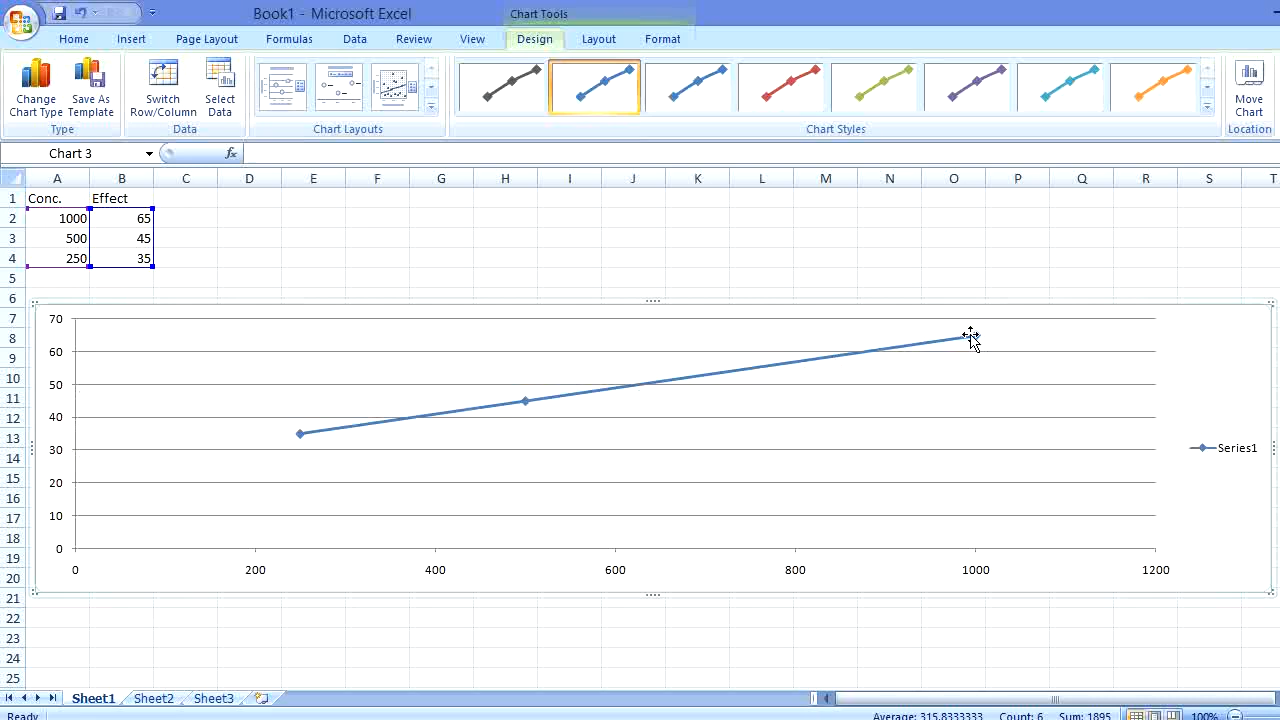 Book1 - Microsoft Excel
Chart Tools
Home Insert Page Layout Formulas Data Review View Design Layout Format
Change Chart Type
Save As Template
Switch Row/Column
Select Data
Move Chart
Type Data Chart Layouts Chart Styles Location
Chart 3 fx
A B C D E F G H I J K L M N O P Q R S T
1 Conc. Effect
2 1000 65
3 500 45
4 250 35
5
6
7
8
9
10
11
12
13
14
15
16
17
18
19
20
21
22
23
24
25
70
60
50
40
30
20
10
0
0 200 400 600 800 1000 1200
Series1
Sheet1 Sheet2 Sheet3
Ready Average: 315.8333333 Count: 6 Sum: 1895 100%